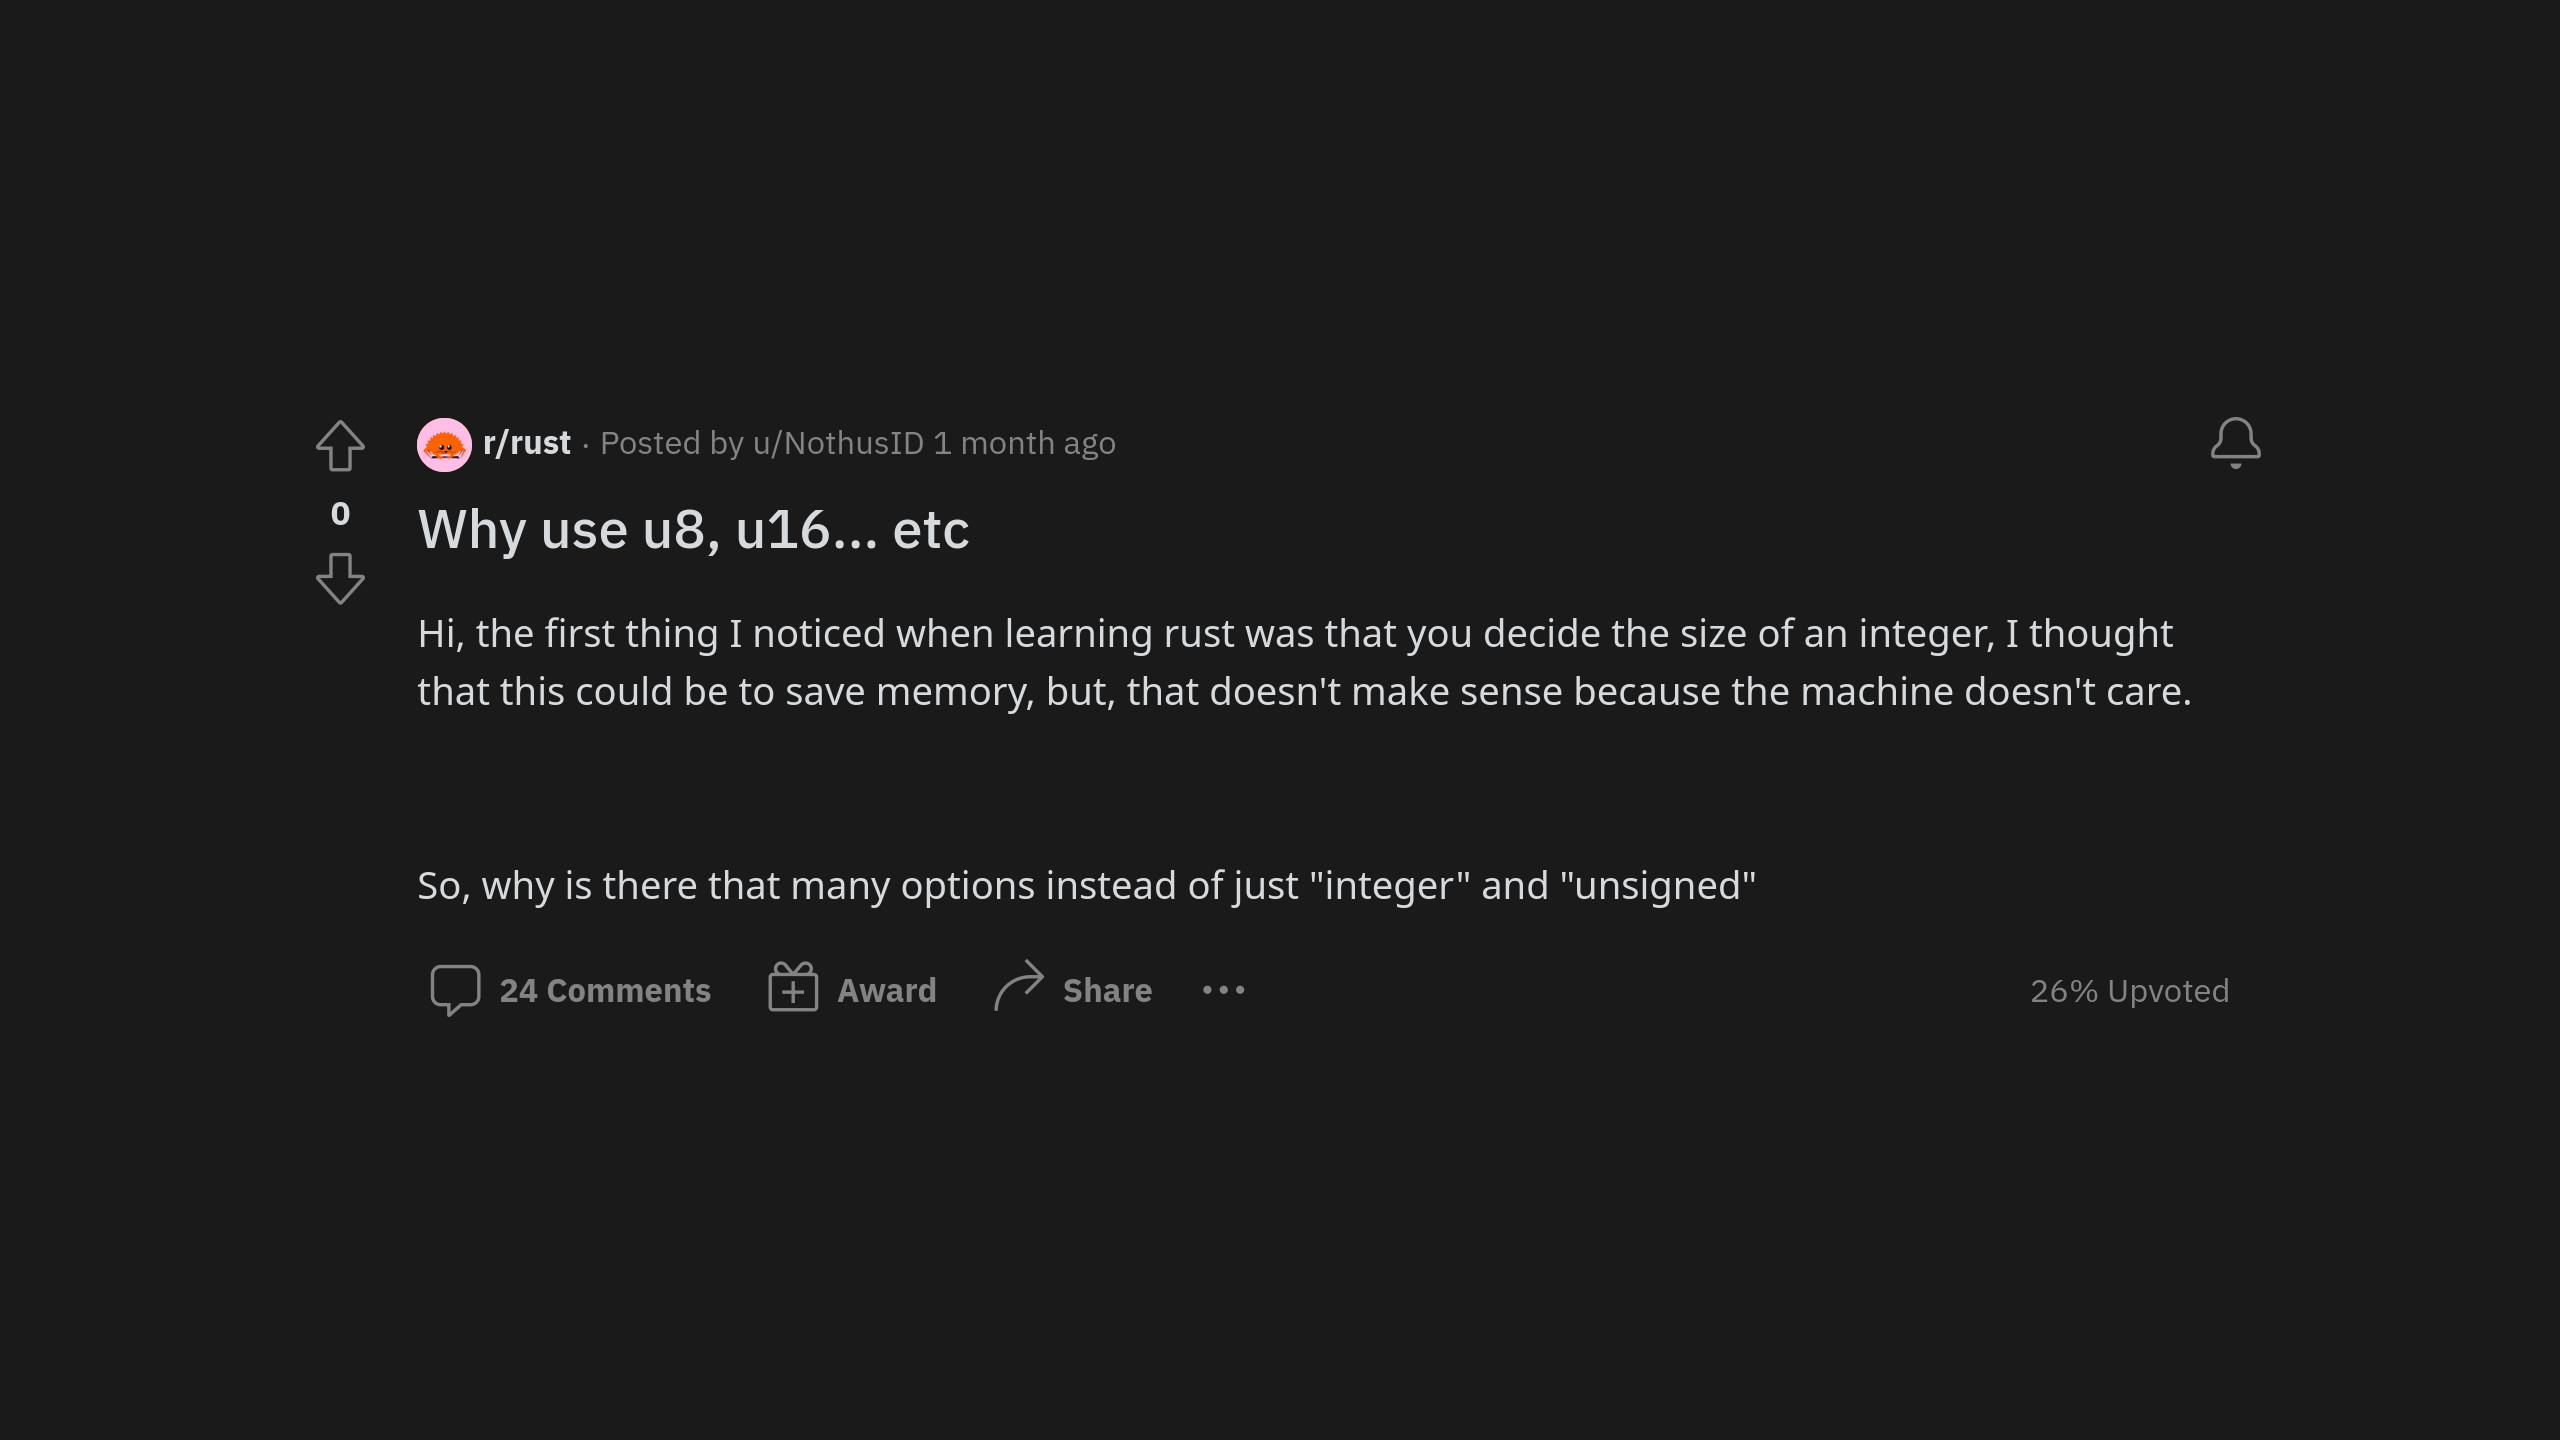 r/rust · Posted by u/NothusID 1 month ago
0
Why use u8, u16... etc
Hi, the first thing I noticed when learning rust was that you decide the size of an integer, I thought
that this could be to save memory, but, that doesn't make sense because the machine doesn't care.
So, why is there that many options instead of just "integer" and "unsigned"
24 Comments Award Share ••• 26% Upvoted